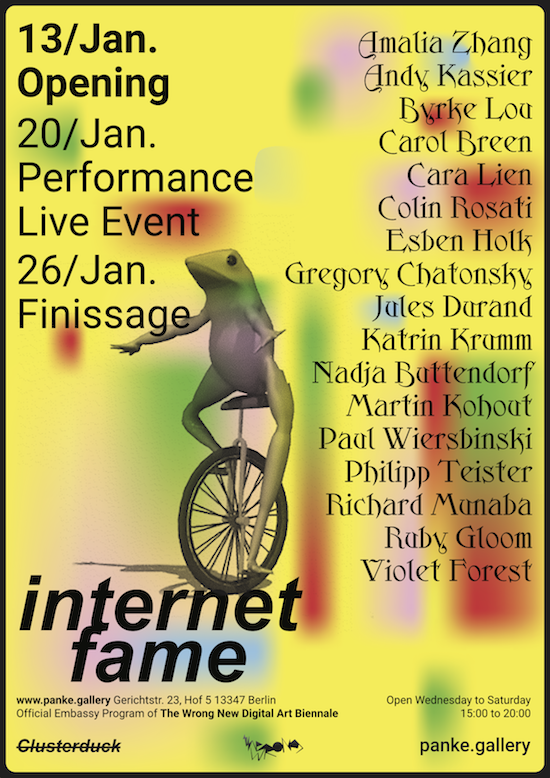 13/Jan.
Opening
20/Jan.
Performance
Live Event
26/Jan.
Finissage
Amalia Zhang
Andy Kassier
Byrke Lou
Carol Breen
Cara Lien
Colin Rosati
Esben Holk
Gregory Chatonsky
Jules Durand
Katrin Krumm
Nadja Buttendorf
Martin Kohout
Paul Wiersbinski
Philipp Teister
Richard Munaba
Ruby Gloom
Violet Forest
internet
fame
www.panke.gallery Gerichtstr. 23, Hof 5 13347 Berlin
Official Embassy Program of The Wrong New Digital Art Biennale
Open Wednesday to Saturday
15:00 to 20:00
Clusterduck
panke.gallery